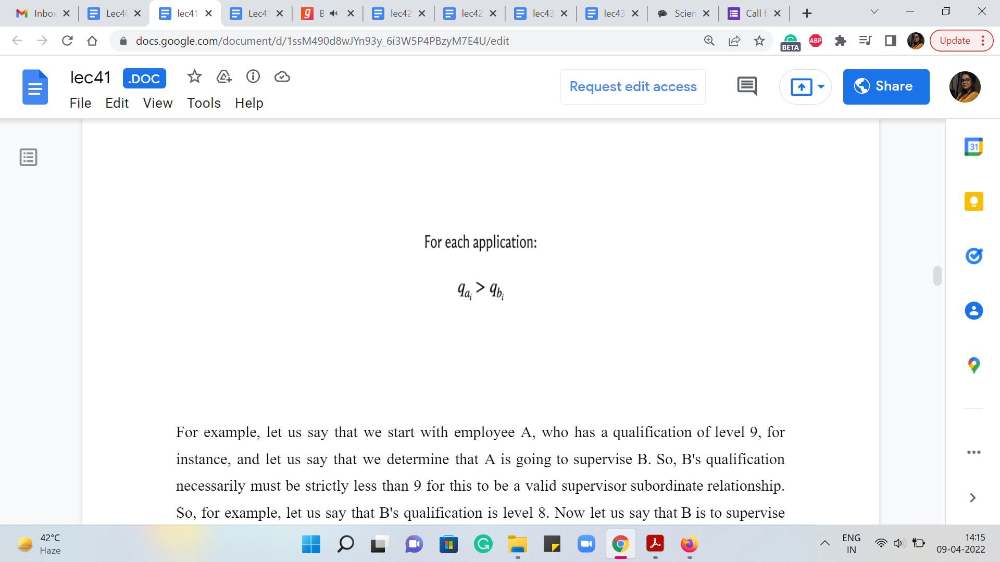 Inbox
Lec40
lec41
Lec41
B
lec42
lec42
lec43
lec43
Scien
Call f
docs.google.com/document/d/1ssM490d8wJYn93y_6i3W5P4PBzyM7E4U/edit
BETA
ABP
Update
lec41 .DOC
File Edit View Tools Help
Request edit access
Share
31
For each application:
q_{a_i} > q_{b_i}
For example, let us say that we start with employee A, who has a qualification of level 9, for
instance, and let us say that we determine that A is going to supervise B. So, B's qualification
necessarily must be strictly less than 9 for this to be a valid supervisor subordinate relationship.
So, for example, let us say that B's qualification is level 8. Now let us say that B is to supervise
42°C
Haze
ENG
IN
14:15
09-04-2022